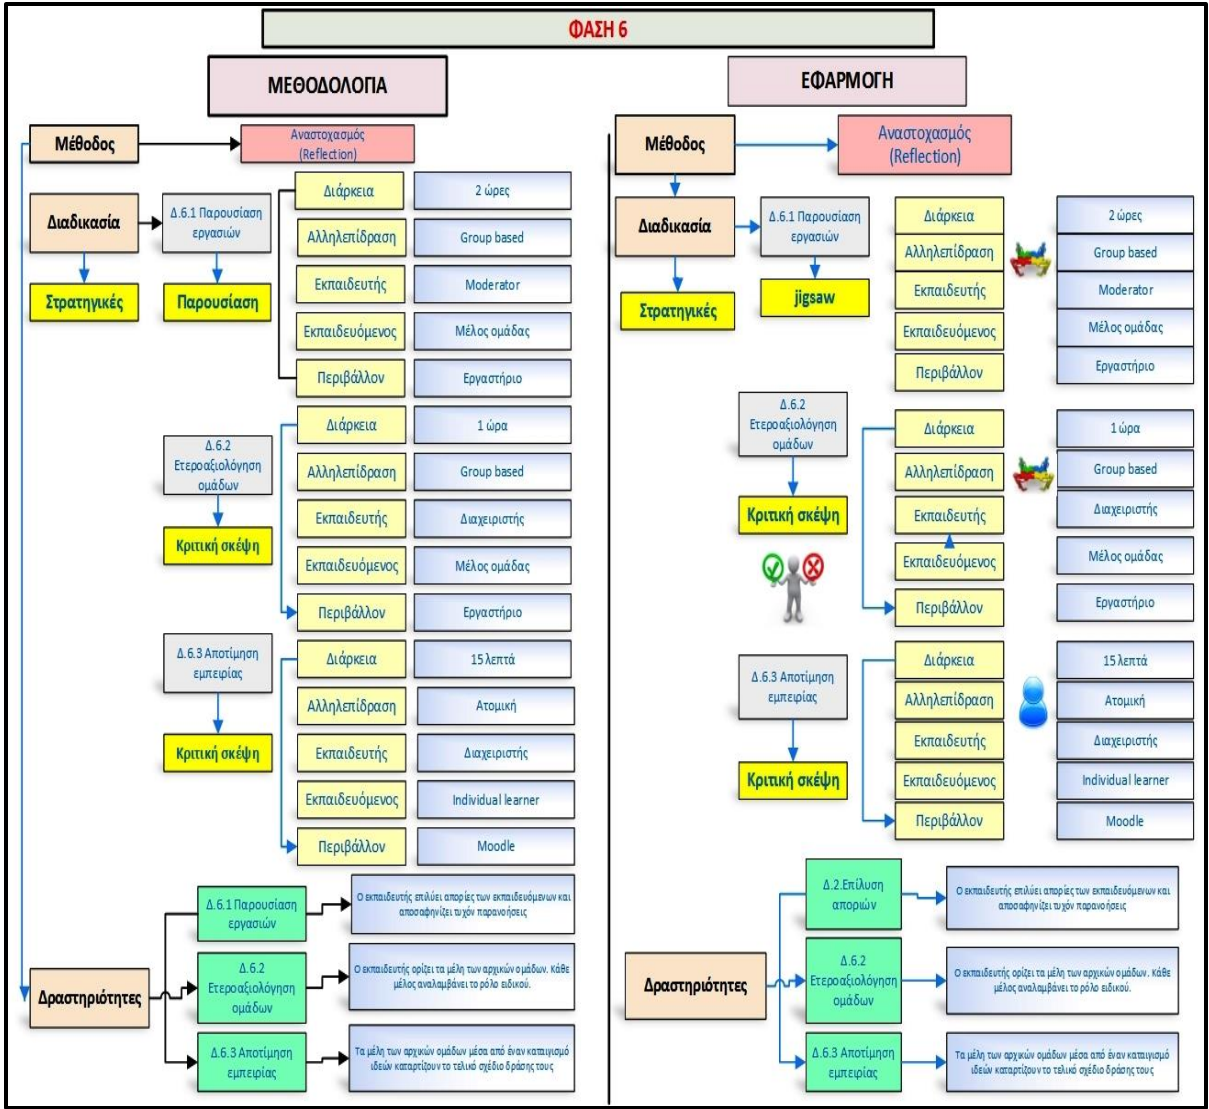 ΦΑΣΗ 6
ΜΕΘΟΔΟΛΟΓΙΑ
Μέθοδος
Αναστοχασμός
(Reflection)
Διαδικασία
Δ.6.1 Παρουσίαση
εργασιών
Στρατηγικές
Παρουσίαση
Διάρκεια
2 ώρες
Αλληλεπίδραση
Group based
Εκπαιδευτής
Moderator
Εκπαιδευόμενος
Μέλος ομάδας
Περιβάλλον
Εργαστήριο
Δ.6.2
Ετεροαξιολόγηση
ομάδων
Κριτική σκέψη
Διάρκεια
1 ώρα
Αλληλεπίδραση
Group based
Εκπαιδευτής
Διαχειριστής
Εκπαιδευόμενος
Μέλος ομάδας
Περιβάλλον
Εργαστήριο
Δ.6.3 Αποτίμηση
εμπειρίας
Κριτική σκέψη
Διάρκεια
15 λεπτά
Αλληλεπίδραση
Ατομική
Εκπαιδευτής
Διαχειριστής
Εκπαιδευόμενος
Individual learner
Περιβάλλον
Moodle
Δραστηριότητες
Δ.6.1 Παρουσίαση
εργασιών
Ο εκπαιδευτής επιλύει απορίες των εκπαιδευόμενων και
αποσαφηνίζει τυχόν παρανοήσεις
Δ.6.2
Ετεροαξιολόγηση
ομάδων
Ο εκπαιδευτής ορίζει τα μέλη των αρχικών ομάδων. Κάθε
μέλος αναλαμβάνει το ρόλο ειδικού.
Δ.6.3 Αποτίμηση
εμπειρίας
Τα μέλη των αρχικών ομάδων μέσα από έναν καταιγισμό
ιδεών καταρτίζουν το τελικό σχέδιο δράσης τους
ΕΦΑΡΜΟΓΗ
Μέθοδος
Αναστοχασμός
(Reflection)
Διαδικασία
Δ.6.1 Παρουσίαση
εργασιών
Στρατηγικές
jigsaw
Διάρκεια
2 ώρες
Αλληλεπίδραση
Group based
Εκπαιδευτής
Moderator
Εκπαιδευόμενος
Μέλος ομάδας
Περιβάλλον
Εργαστήριο
Δ.6.2
Ετεροαξιολόγηση
ομάδων
Κριτική σκέψη
Διάρκεια
1 ώρα
Αλληλεπίδραση
Group based
Εκπαιδευτής
Διαχειριστής
Εκπαιδευόμενος
Μέλος ομάδας
Περιβάλλον
Εργαστήριο
Δ.6.3 Αποτίμηση
εμπειρίας
Κριτική σκέψη
Διάρκεια
15 λεπτά
Αλληλεπίδραση
Ατομική
Εκπαιδευτής
Διαχειριστής
Εκπαιδευόμενος
Individual learner
Περιβάλλον
Moodle
Δραστηριότητες
Δ.2.Επίλυση
αποριών
Ο εκπαιδευτής επιλύει απορίες των εκπαιδευόμενων και
αποσαφηνίζει τυχόν παρανοήσεις
Δ.6.2
Ετεροαξιολόγηση
ομάδων
Ο εκπαιδευτής ορίζει τα μέλη των αρχικών ομάδων. Κάθε
μέλος αναλαμβάνει το ρόλο ειδικού.
Δ.6.3 Αποτίμηση
εμπειρίας
Τα μέλη των αρχικών ομάδων μέσα από έναν καταιγισμό
ιδεών καταρτίζουν το τελικό σχέδιο δράσης τους